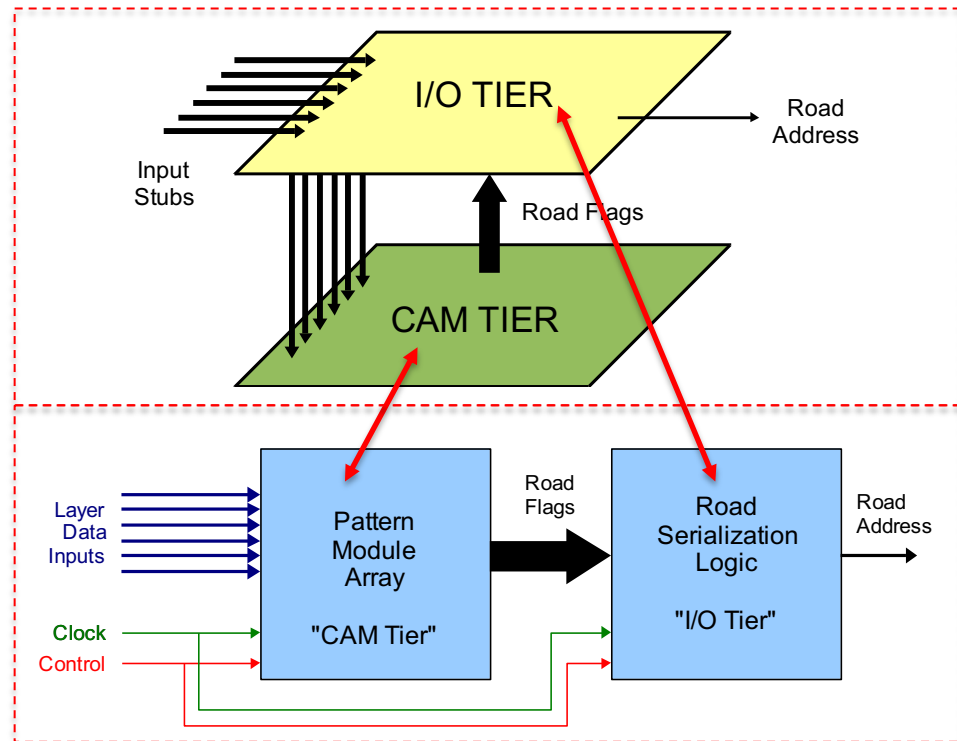 I/O TIER
Road
Address
Input
Stubs
Road Flags
CAM TIER
Layer
Data
Inputs
Clock
Control
Pattern
Module
Array
"CAM Tier"
Road
Flags
Road
Serialization
Logic
"I/O Tier"
Road
Address